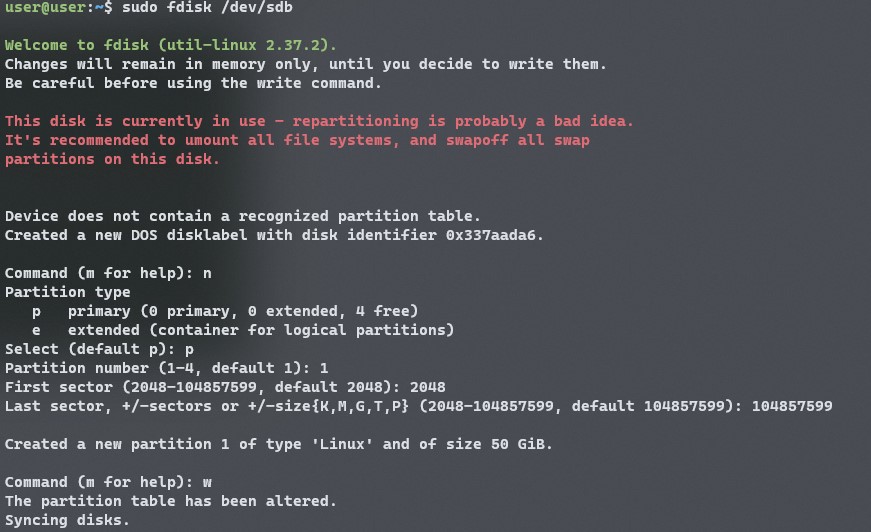 user@user:~$ sudo fdisk /dev/sdb
Welcome to fdisk (util-linux 2.37.2).
Changes will remain in memory only, until you decide to write them.
Be careful before using the write command.
This disk is currently in use - repartitioning is probably a bad idea.
It's recommended to umount all file systems, and swapoff all swap
partitions on this disk.
Device does not contain a recognized partition table.
Created a new DOS disklabel with disk identifier 0x337aada6.
Command (m for help): n
Partition type
   p   primary (0 primary, 0 extended, 4 free)
   e   extended (container for logical partitions)
Select (default p): p
Partition number (1-4, default 1): 1
First sector (2048-104857599, default 2048): 2048
Last sector, +/-sectors or +/-size{K,M,G,T,P} (2048-104857599, default 104857599): 104857599
Created a new partition 1 of type 'Linux' and of size 50 GiB.
Command (m for help): w
The partition table has been altered.
Syncing disks.